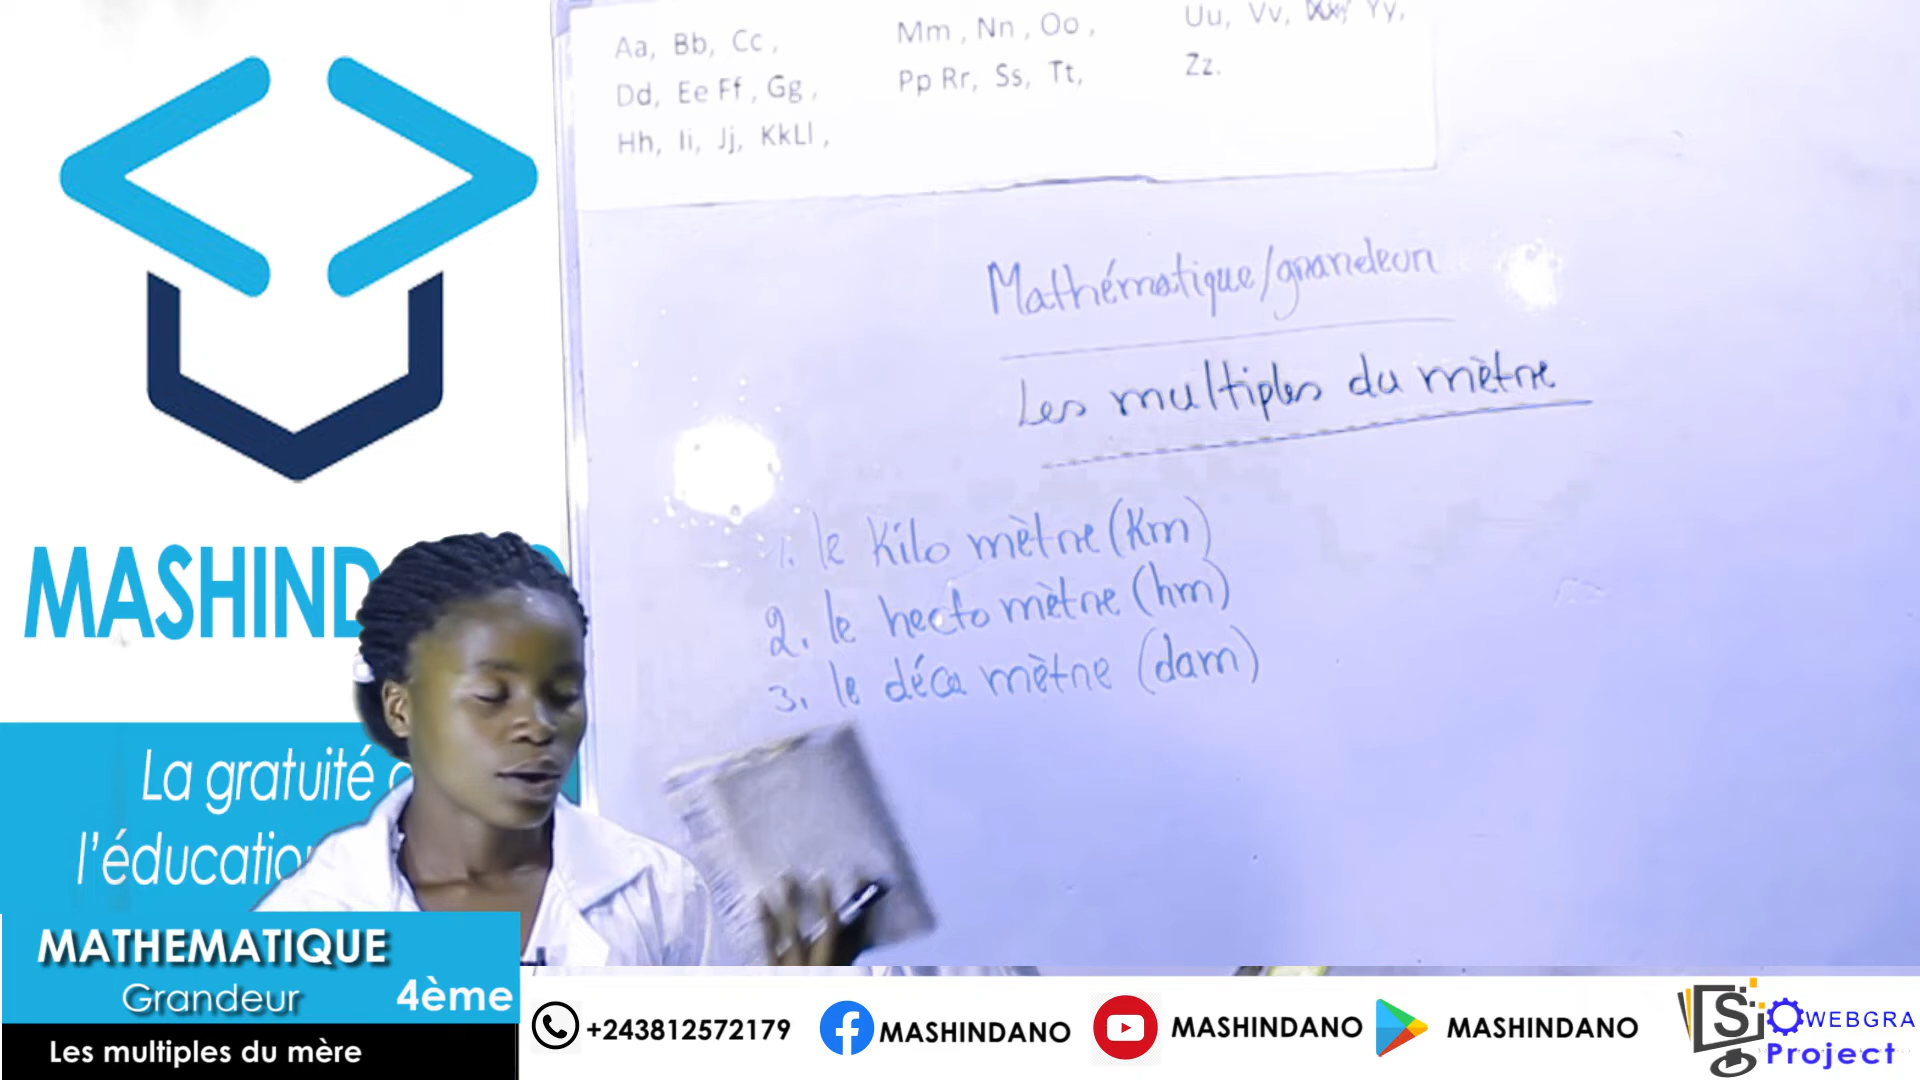 Aa, Bb, Cc ,
Dd, Ee Ff , Gg ,
Hh, Ii, Jj, KkLl ,
Mm , Nn , Oo ,
Pp Rr, Ss, Tt,
Uu, Vv, Yy,
Zz.
Mathématique/grandeur
Les multiples du mètre
1. le Kilo mètre (Km)
2. le hecto mètre (hm)
3. le déca mètre (dam)
MASHIND
La gratuité
l'éducation
MATHEMATIQUE
Grandeur 4ème
Les multiples du mère
+243812572179 MASHINDANO MASHINDANO MASHINDANO
S OWEBGRA
Project